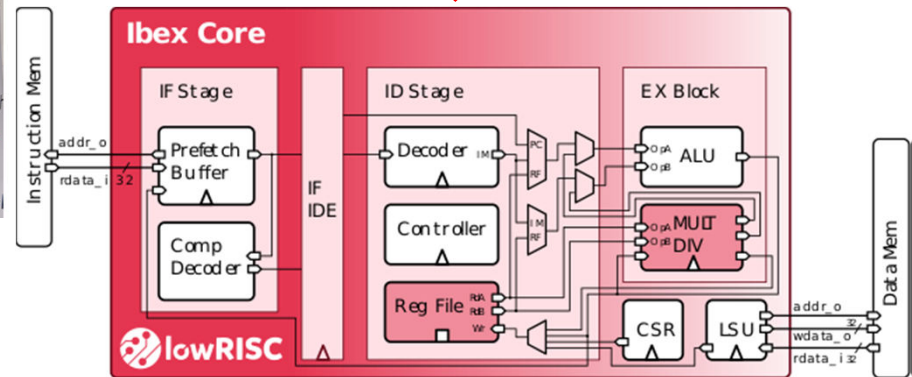 Ibex Core
Instruction Mem
addr_o
rdata_i 32
IF Stage
Prefetch
Buffer
Comp
Decoder
IF
IDE
ID Stage
Decoder
IM
Controller
Reg File
RdA
RdB
Wr
PC
RF
IM
RF
EX Block
OpA
OpB
ALU
OpA
OpB
MULT
DIV
CSR
LSU
addr_o
32
wdata_o
rdata_i 32
Data Mem
lowRISC